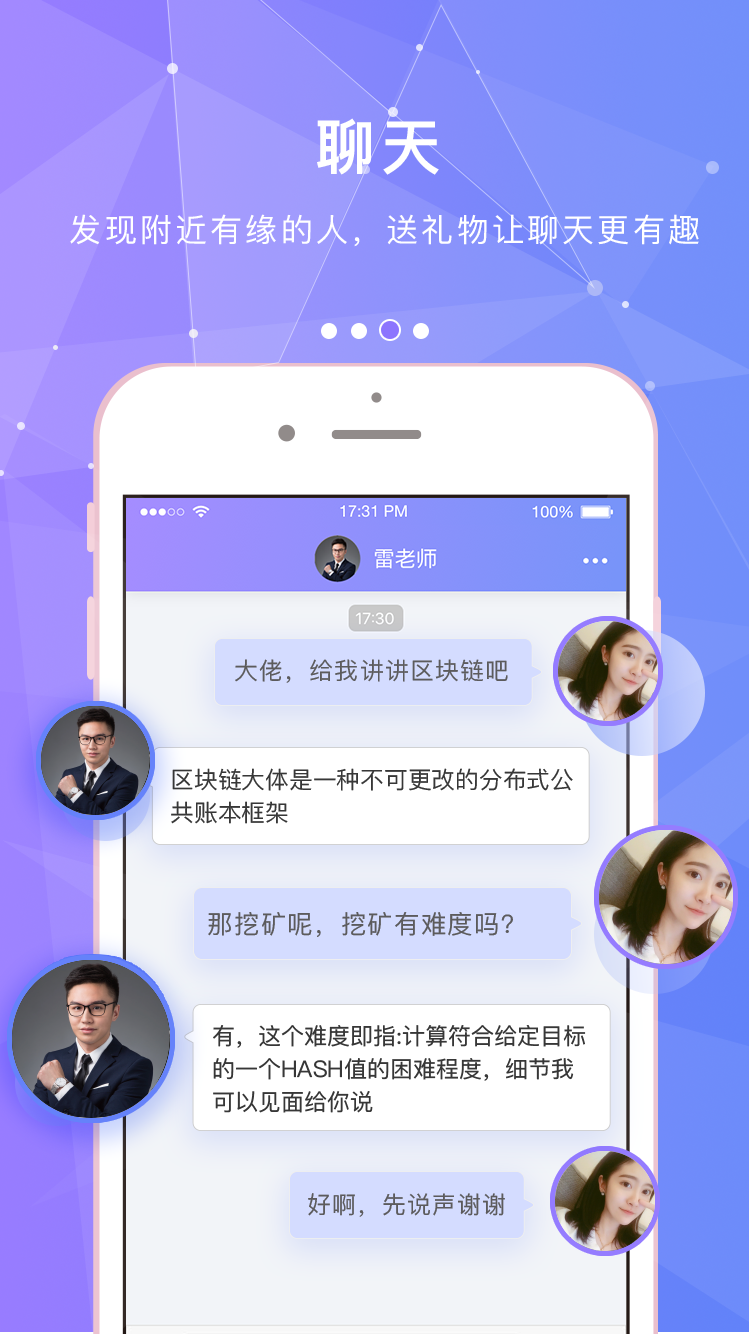 聊天
发现附近有缘的人，送礼物让聊天更有趣
17:31 PM
100%
雷老师
17:30
大佬，给我讲讲区块链吧
区块链大体是一种不可更改的分布式公
共账本框架
那挖矿呢，挖矿有难度吗？
有，这个难度即指:计算符合给定目标
的一个HASH值的困难程度，细节我
可以见面给你说
好啊，先说声谢谢